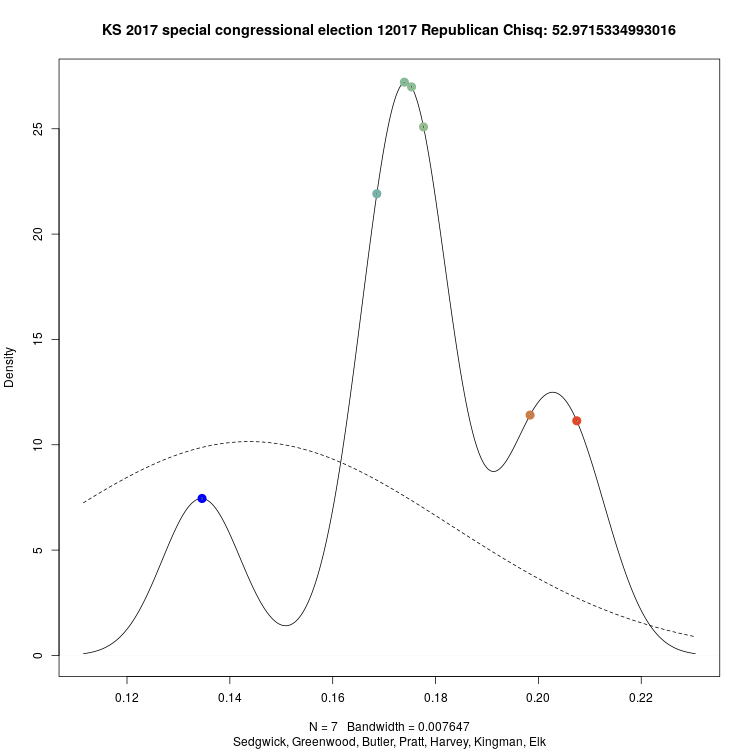 KS 2017 special congressional election 12017 Republican Chisq: 52.9715334993016
Density
25
20
15
10
5
0
0.12 0.14 0.16 0.18 0.20 0.22
N = 7 Bandwidth = 0.007647
Sedgwick, Greenwood, Butler, Pratt, Harvey, Kingman, Elk